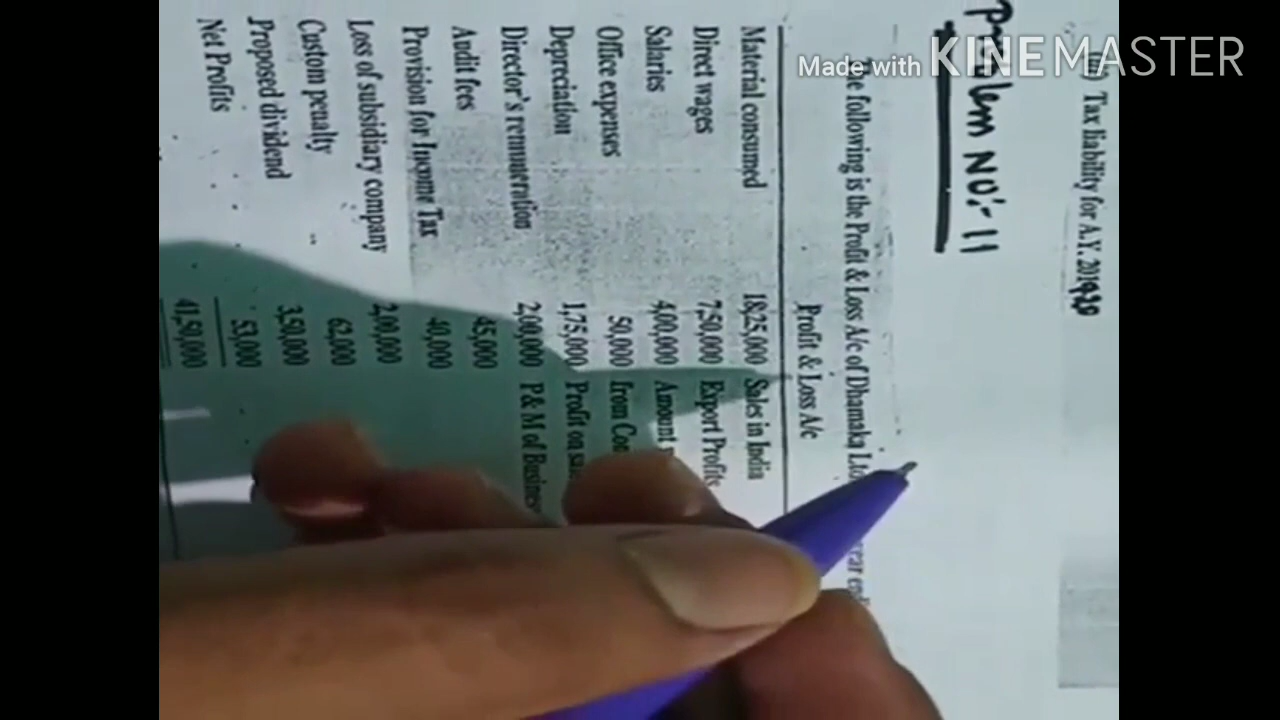 Made with KINEMASTER
(iii) Tax liability for A.Y. 2019-20
Problem No:- 11
The following is the Profit & Loss A/c of Dhamaka Ltd
Profit & Loss A/c
Material consumed 18,25,000 Sales in India
Direct wages 7,50,000 Export Profits
Salaries 4,00,000 Amount
Office expenses 50,000 from
Depreciation 1,75,000 Profit on
Director's remuneration 2,00,000 P & M of Business
Audit fees 45,000
Provision for Income Tax 40,000
Loss of subsidiary company 2,00,000
Custom penalty 62,000
Proposed dividend 3,50,000
Net Profits 53,000
41,50,000